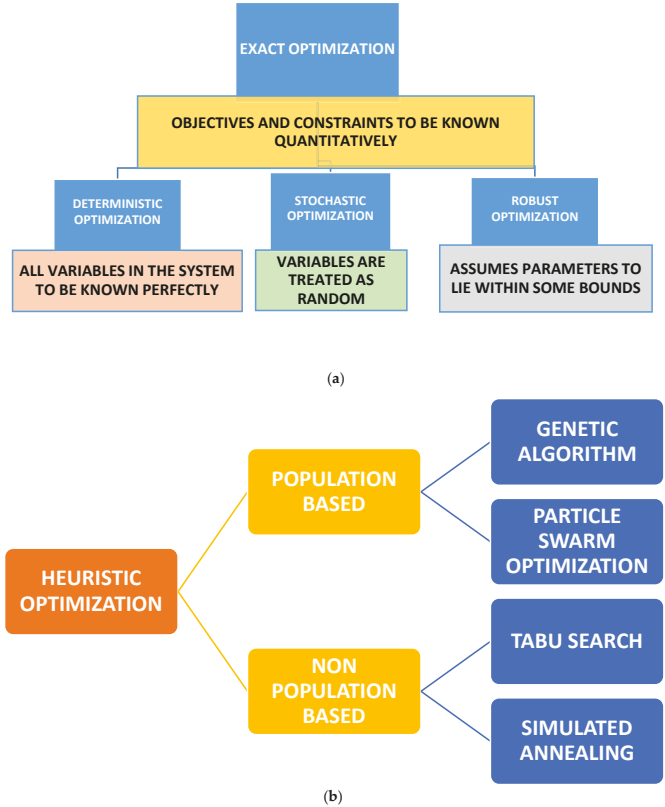 EXACT OPTIMIZATION
OBJECTIVES AND CONSTRAINTS TO BE KNOWN
QUANTITATIVELY
DETERMINISTIC
OPTIMIZATION
ALL VARIABLES IN THE SYSTEM
TO BE KNOWN PERFECTLY
STOCHASTIC
OPTIMIZATION
VARIABLES ARE
TREATED AS
RANDOM
ROBUST
OPTIMIZATION
ASSUMES PARAMETERS TO
LIE WITHIN SOME BOUNDS
(a)
HEURISTIC
OPTIMIZATION
POPULATION
BASED
GENETIC
ALGORITHM
PARTICLE
SWARM
OPTIMIZATION
NON
POPULATION
BASED
TABU SEARCH
SIMULATED
ANNEALING
(b)